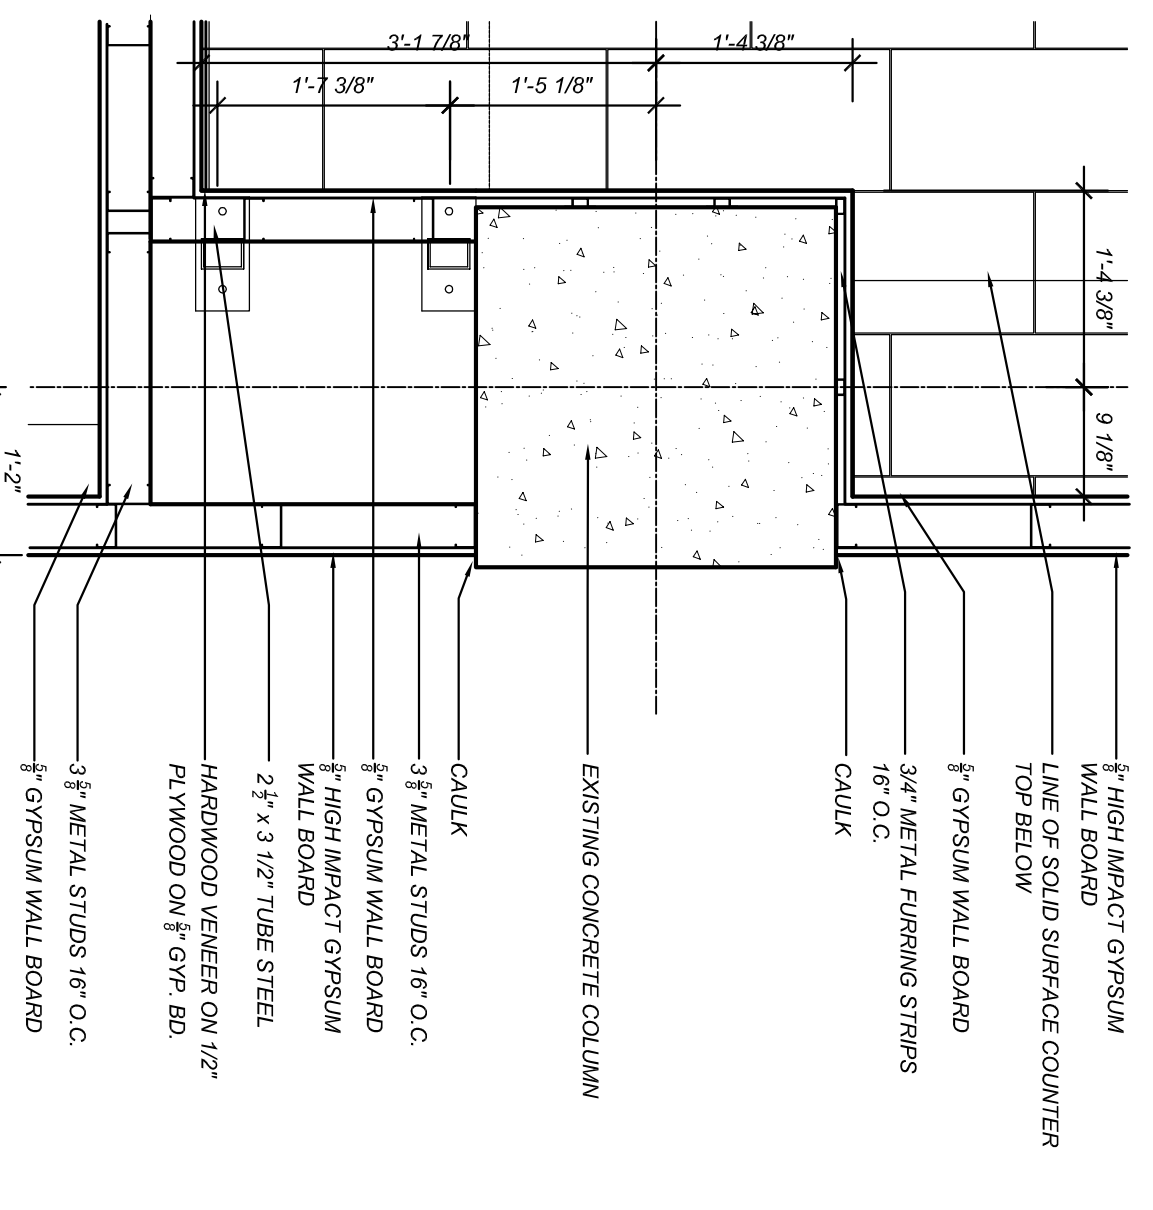 3'-1 7/8"
1'-4 3/8"
1'-7 3/8"
1'-5 1/8"
1'-4 3/8"
9 1/8"
1'-2"
5/8" HIGH IMPACT GYPSUM
WALL BOARD
LINE OF SOLID SURFACE COUNTER
TOP BELOW
5/8" GYPSUM WALL BOARD
3/4" METAL FURRING STRIPS
16" O.C.
CAULK
EXISTING CONCRETE COLUMN
CAULK
3 5/8" METAL STUDS 16" O.C.
5/8" GYPSUM WALL BOARD
5/8" HIGH IMPACT GYPSUM
WALL BOARD
2 1/2" x 3 1/2" TUBE STEEL
HARDWOOD VENEER ON 1/2"
PLYWOOD ON 5/8" GYP. BD.
3 5/8" METAL STUDS 16" O.C.
5/8" GYPSUM WALL BOARD